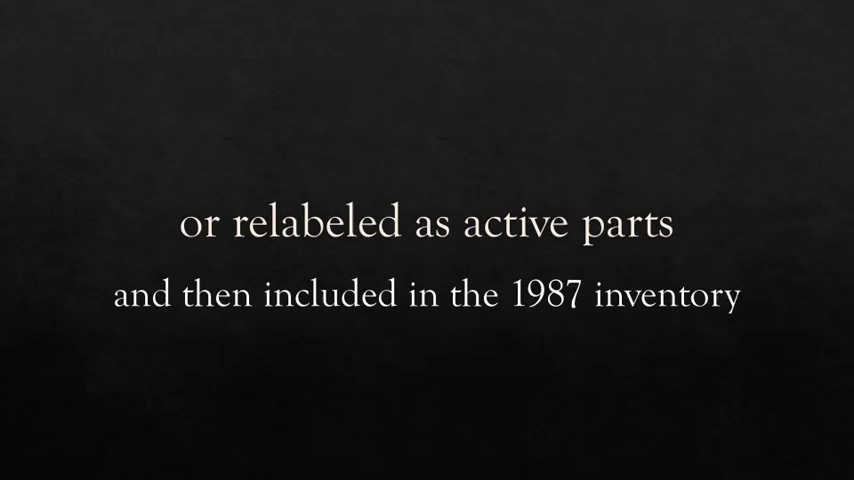 or relabeled as active parts
and then included in the 1987 inventory